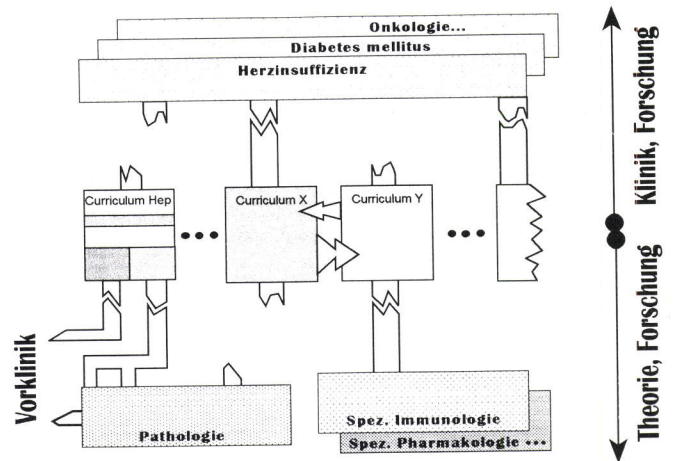 Onkologie...
Diabetes mellitus
Herzinsuffizienz
Klinik, Forschung
Curriculum Hep
Curriculum X
Curriculum Y
Vorklinik
Theorie, Forschung
Pathologie
Spez. Immunologie
Spez. Pharmakologie ...